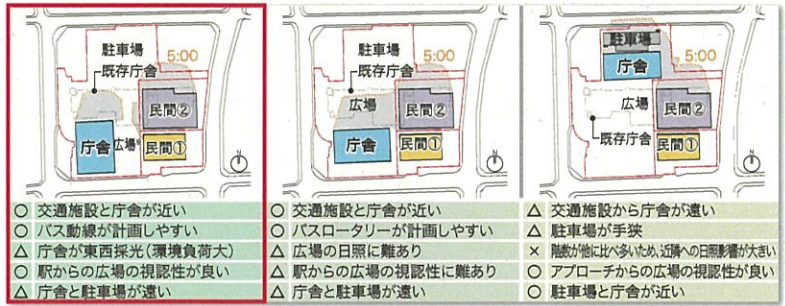 駐車場
5:00
既存庁舎
民間②
庁舎
広場
民間①
N
○ 交通施設と庁舎が近い
○ バス動線が計画しやすい
△ 庁舎が東西採光（環境負荷大）
○ 駅からの広場の視認性が良い
△ 庁舎と駐車場が遠い
駐車場
5:00
既存庁舎
広場
民間②
庁舎
民間①
N
○ 交通施設と庁舎が近い
○ バスロータリーが計画しやすい
△ 広場の日照に難あり
△ 駅からの広場の視認性に難あり
△ 庁舎と駐車場が遠い
駐車場
5:00
庁舎
広場
民間②
既存庁舎
民間①
N
△ 交通施設から庁舎が遠い
△ 駐車場が手狭
× 階数が他に比べ多いため、近隣への日照影響が大きい
○ アプローチからの広場の視認性が良い
○ 駐車場と庁舎が近い